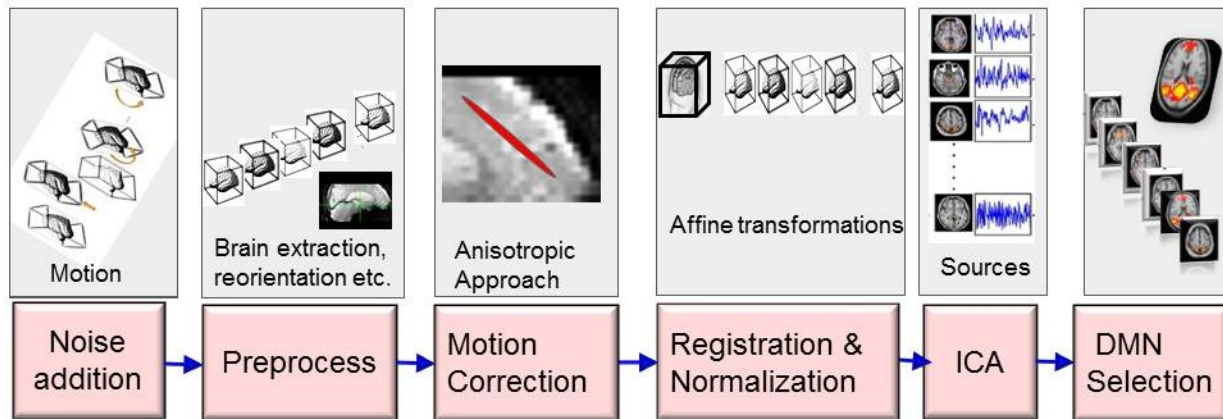 Motion
Brain extraction,
reorientation etc.
Anisotropic
Approach
Affine transformations
Sources
Noise
addition
Preprocess
Motion
Correction
Registration &
Normalization
ICA
DMN
Selection